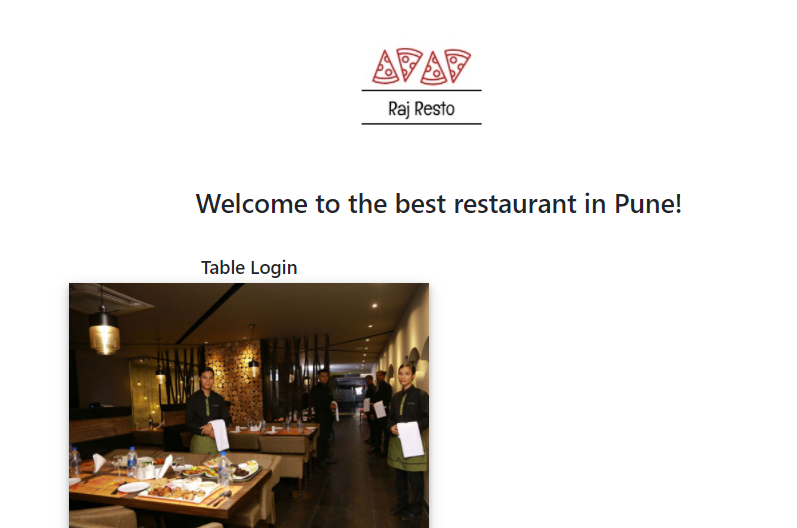 Raj Resto
Welcome to the best restaurant in Pune!
Table Login